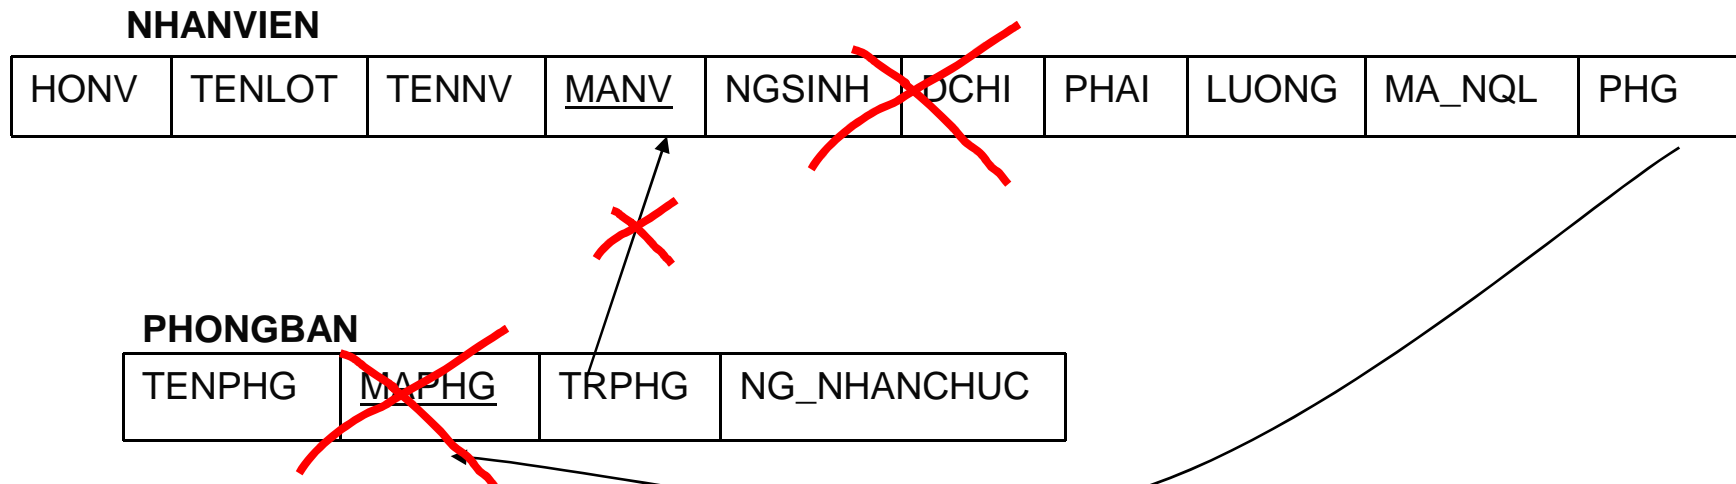 NHANVIEN
HONV TENLOT TENNV MANV NGSINH DCHI PHAI LUONG MA_NQL PHG
PHONGBAN
TENPHG MAPHG TRPHG NG_NHANCHUC